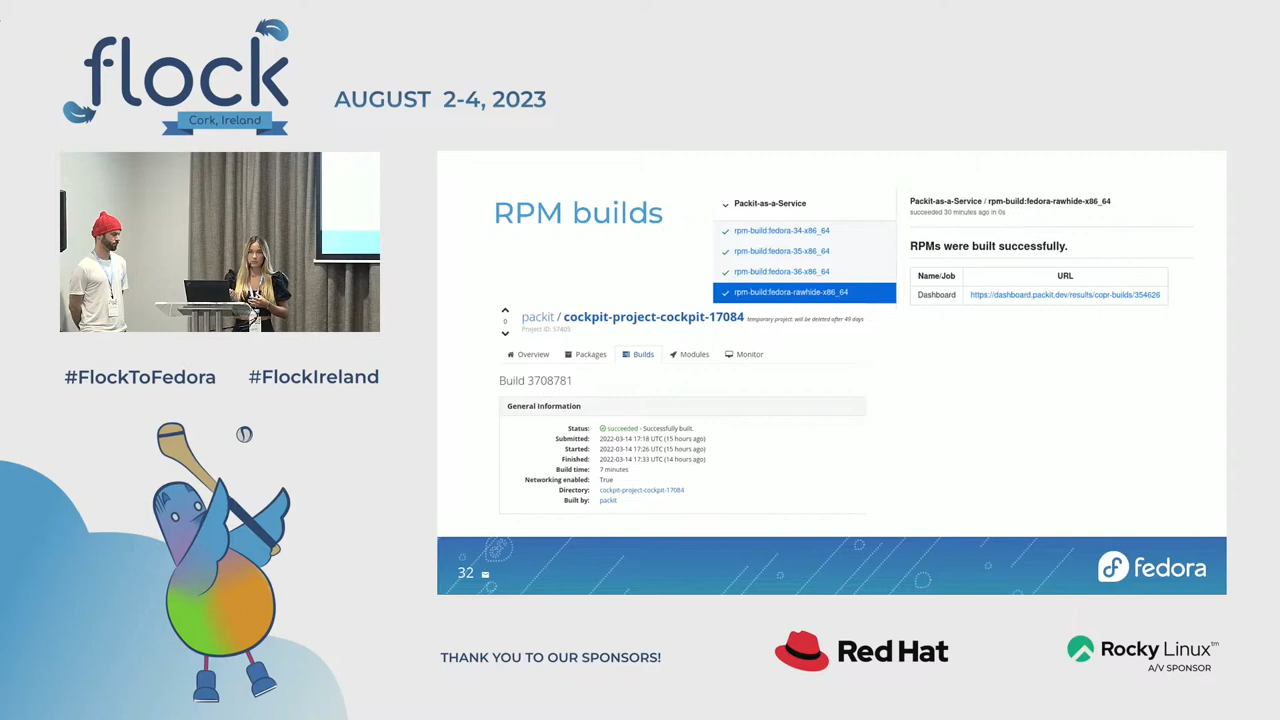 flock
Cork, Ireland
AUGUST 2-4, 2023
#FlockToFedora #FlockIreland
RPM builds
Packit-as-a-Service
rpm-build:fedora-34-x86_64
rpm-build:fedora-35-x86_64
rpm-build:fedora-36-x86_64
rpm-build:fedora-rawhide-x86_64
Packit-as-a-Service / rpm-build:fedora-rawhide-x86_64
succeeded 30 minutes ago in 0s
RPMs were built successfully.
Name/Job URL
Dashboard https://dashboard.packit.dev/results/copr-builds/354626
0
packit / cockpit-project-cockpit-17084 temporary project: will be deleted after 49 days
Project ID: 57405
Overview Packages Builds Modules Monitor
Build 3708781
General Information
Status: succeeded - Successfully built.
Submitted: 2022-03-14 17:18 UTC (15 hours ago)
Started: 2022-03-14 17:26 UTC (15 hours ago)
Finished: 2022-03-14 17:33 UTC (14 hours ago)
Build time: 7 minutes
Networking enabled: True
Directory: cockpit-project-cockpit-17084
Built by: packit
32
fedora
THANK YOU TO OUR SPONSORS!
Red Hat
Rocky Linux™
A/V SPONSOR